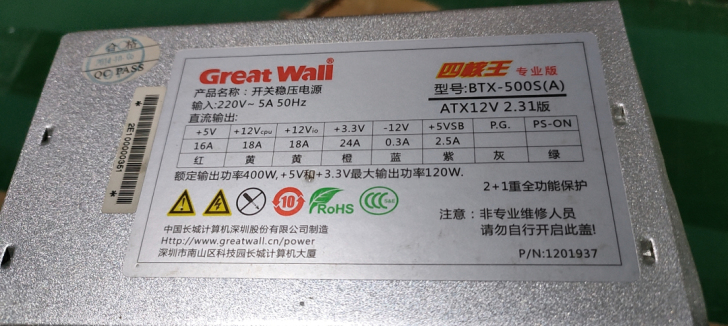 合格
QC PASS
2E100000351
Great Wall®
四核王 专业版
产品名称：开关稳压电源
型号:BTX-500S(A)
输入:220V~ 5A 50Hz
ATX12V 2.31版
直流输出:
+5V +12Vcpu +12Vio +3.3V -12V +5VSB P.G. PS-ON
16A 18A 18A 24A 0.3A 2.5A
红 黄 黄 橙 蓝 紫 灰 绿
额定输出功率400W,+5V和+3.3V最大输出功率120W.
2+1重全功能保护
10 RoHS CCC
注意：非专业维修人员
请勿自行开启此盖!
中国长城计算机深圳股份有限公司制造
Http://www.greatwall.cn/power
深圳市南山区科技园长城计算机大厦
P/N:1201937